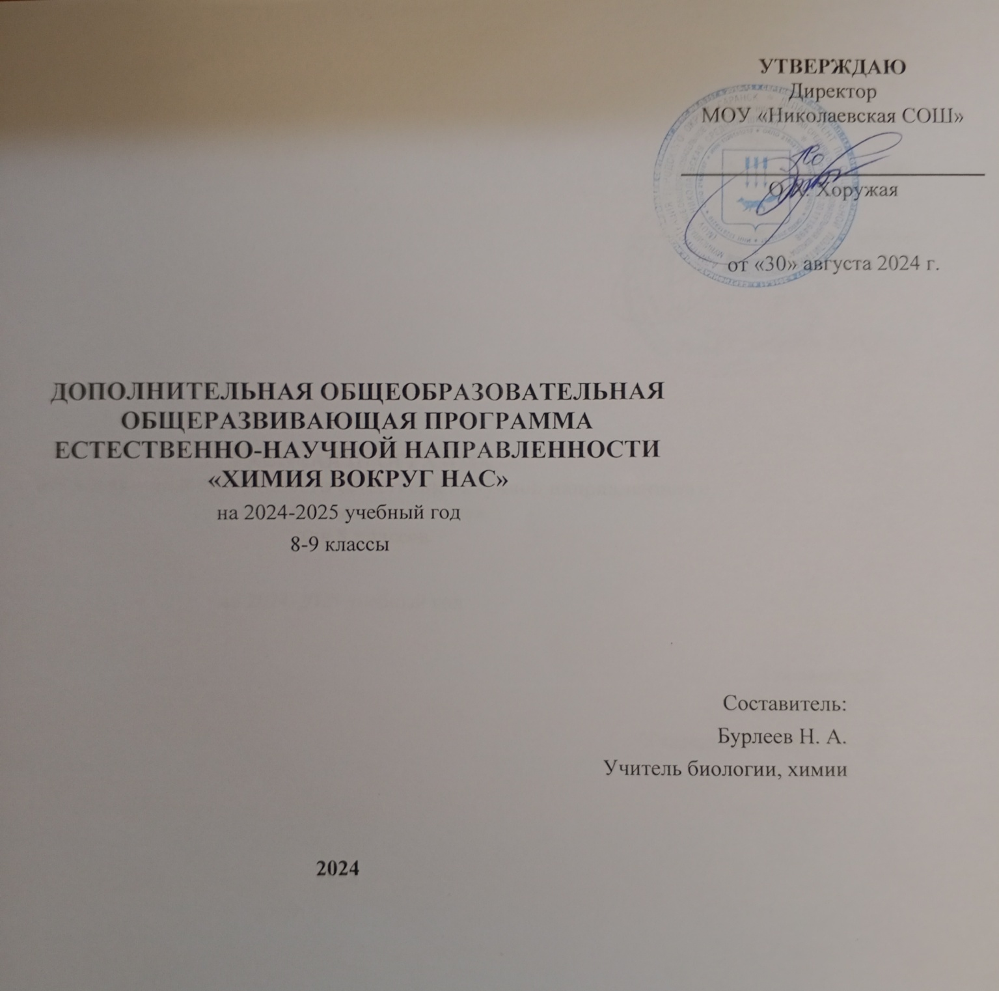 УТВЕРЖДАЮ
Директор
МОУ «Николаевская СОШ»
Хоружая
от «30» августа 2024 г.
ДОПОЛНИТЕЛЬНАЯ ОБЩЕОБРАЗОВАТЕЛЬНАЯ
ОБЩЕРАЗВИВАЮЩАЯ ПРОГРАММА
ЕСТЕСТВЕННО-НАУЧНОЙ НАПРАВЛЕННОСТИ
«ХИМИЯ ВОКРУГ НАС»
на 2024-2025 учебный год
8-9 классы
Составитель:
Бурлеев Н. А.
Учитель биологии, химии
2024